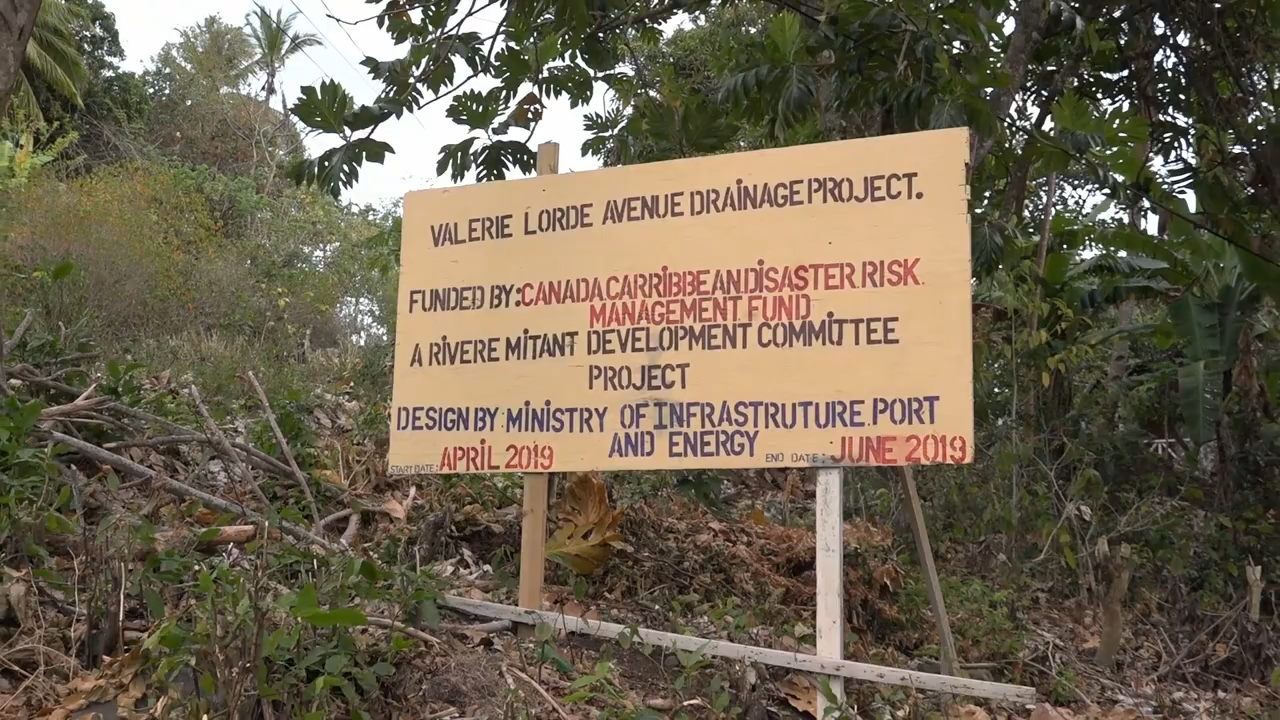 VALERIE LORDE AVENUE DRAINAGE PROJECT.
FUNDED BY: CANADA CARRIBBEAN DISASTER RISK
MANAGEMENT FUND
A RIVERE MITANT DEVELOPMENT COMMITTEE
PROJECT
DESIGN BY: MINISTRY OF INFRASTRUTURE, PORT
AND ENERGY
START DATE: APRIL 2019 END DATE: JUNE 2019